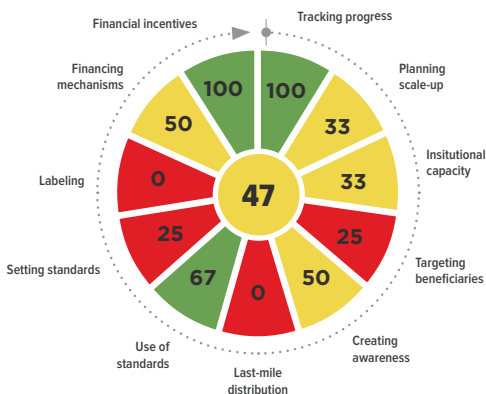 Tracking progress
100
Planning
scale-up
33
Insitutional
capacity
33
Targeting
beneficiaries
25
Creating
awareness
50
Last-mile
distribution
0
Use of
standards
67
Setting standards
25
Labeling
0
Financing
mechanisms
50
Financial incentives
100
47